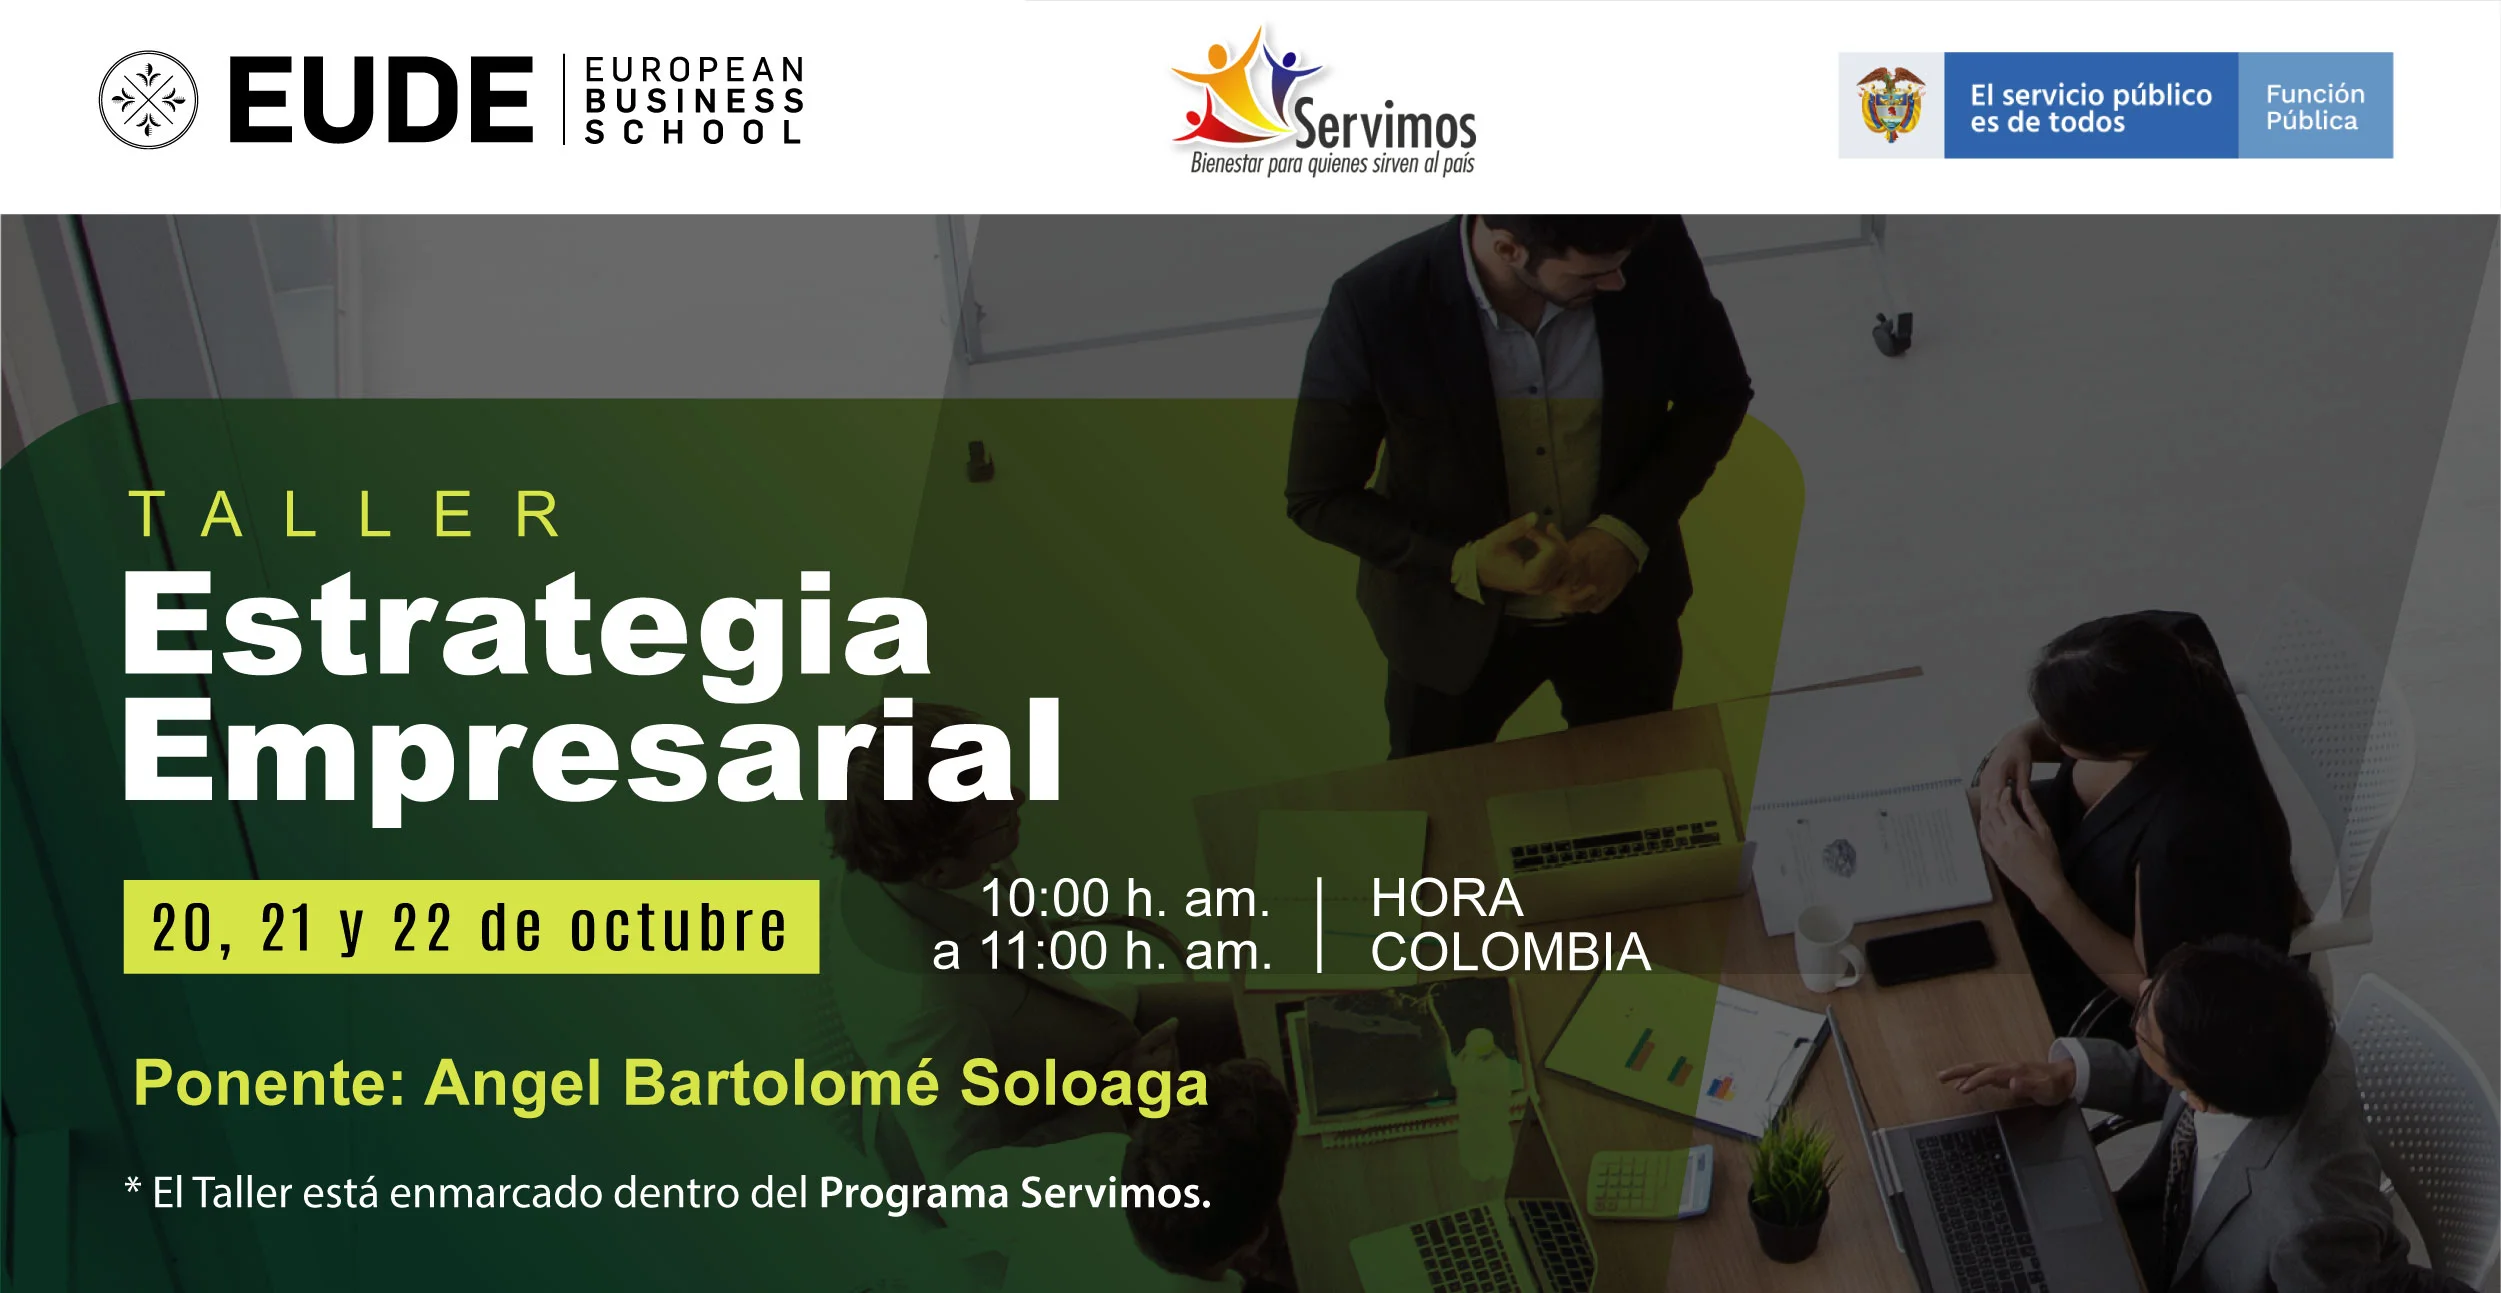 EUDE
EUROPEAN
BUSINESS
SCHOOL
Servimos
Bienestar para quienes sirven al país
El servicio público
es de todos
Función
Pública
TALLER
Estrategia
Empresarial
20, 21 y 22 de octubre
10:00 h. am.
a 11:00 h. am.
HORA
COLOMBIA
Ponente: Angel Bartolomé Soloaga
* El Taller está enmarcado dentro del Programa Servimos.